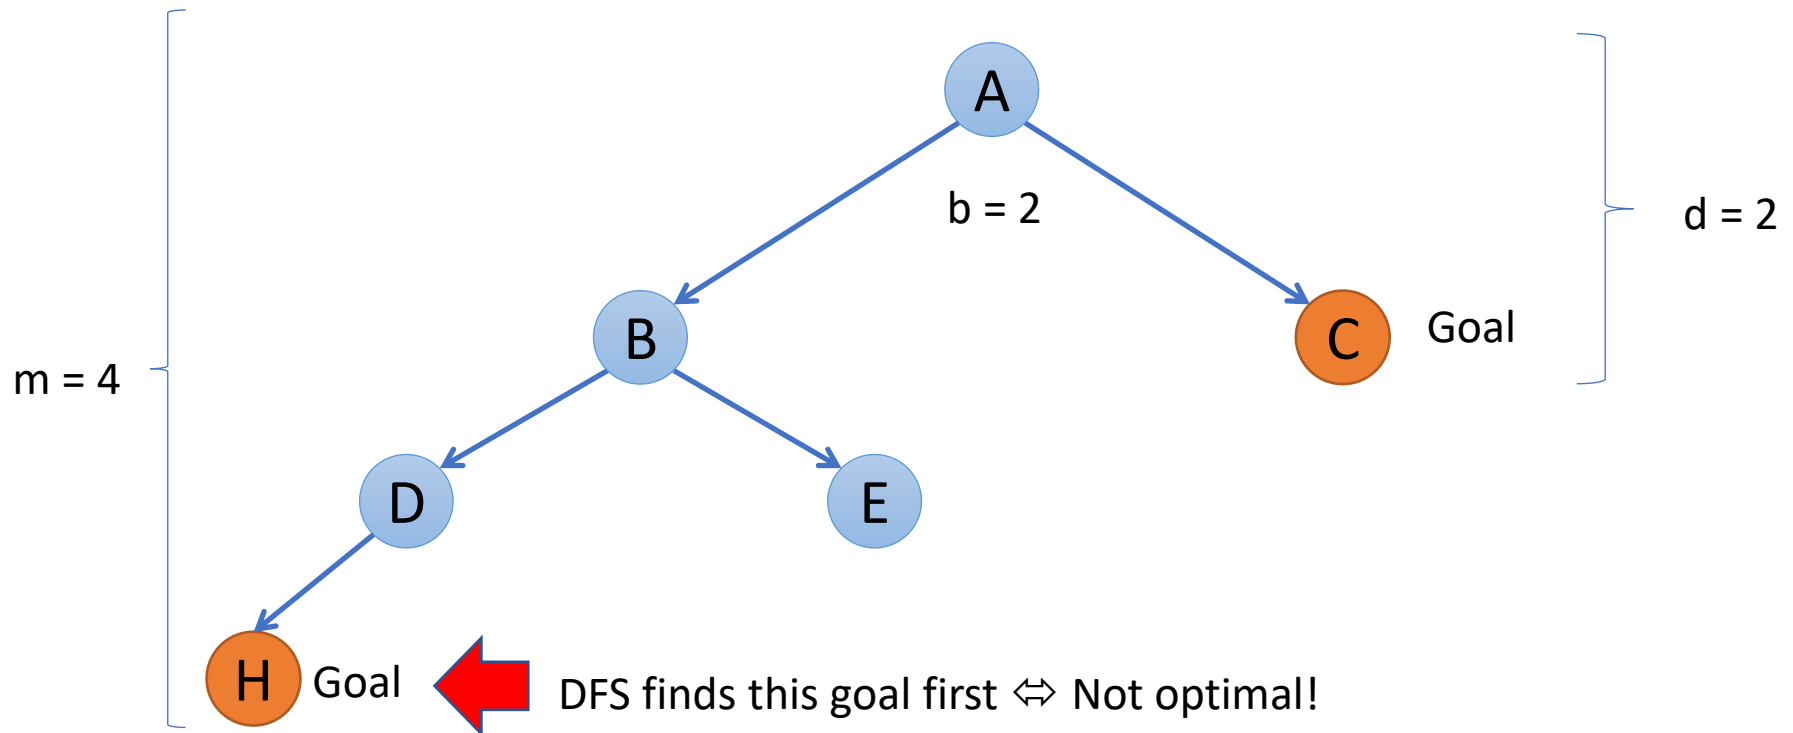 A
b = 2
d = 2
B
C
Goal
m = 4
D
E
H
Goal
DFS finds this goal first ⬄ Not optimal!